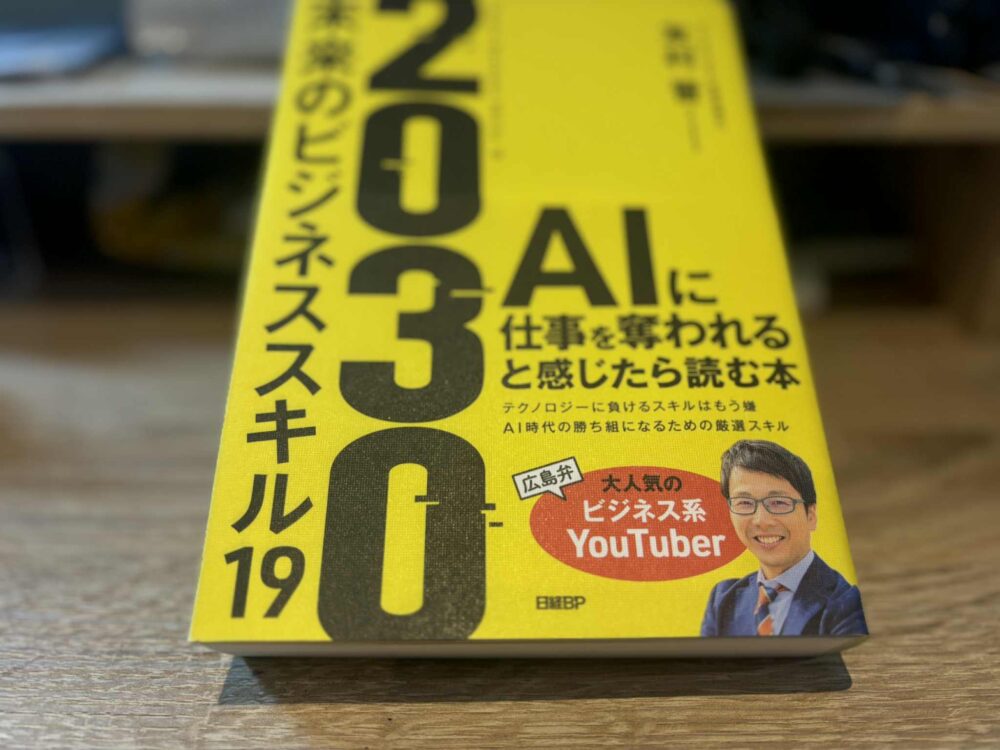 2030
未来のビジネススキル19
AIに
仕事を奪われる
と感じたら読む本
テクノロジーに負けるスキルはもう嫌
AI時代の勝ち組になるための厳選スキル
広島弁
大人気の
ビジネス系
YouTuber
日経BP